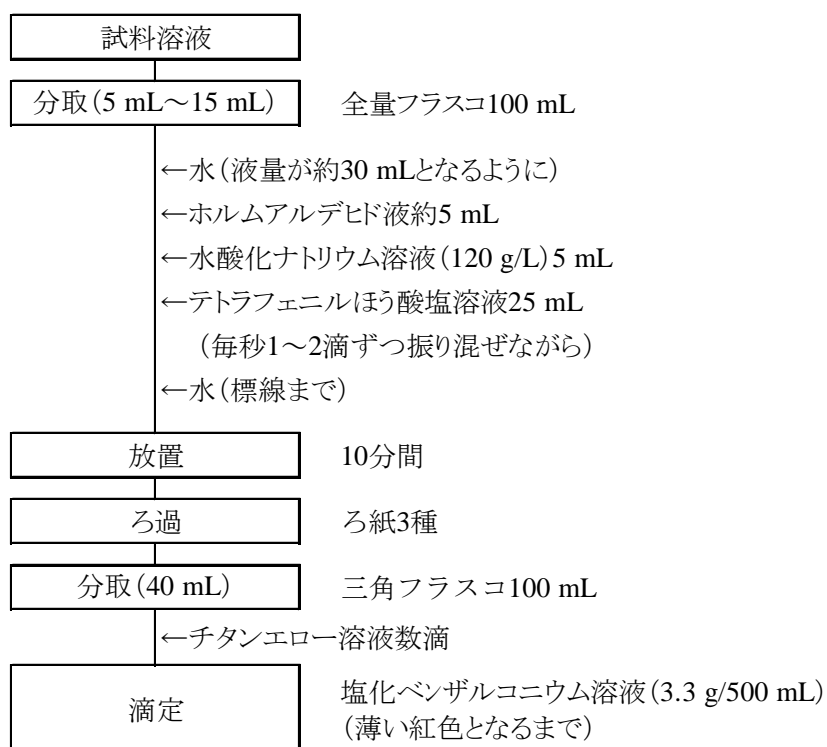 試料溶液
分取(5 mL～15 mL) 全量フラスコ100 mL
←水(液量が約30 mLとなるように)
←ホルムアルデヒド液約5 mL
←水酸化ナトリウム溶液(120 g/L)5 mL
←テトラフェニルほう酸塩溶液25 mL
(毎秒1～2滴ずつ振り混ぜながら)
←水(標線まで)
放置 10分間
ろ過 ろ紙3種
分取(40 mL) 三角フラスコ100 mL
←チタンエロー溶液数滴
滴定 塩化ベンザルコニウム溶液(3.3 g/500 mL)
(薄い紅色となるまで)